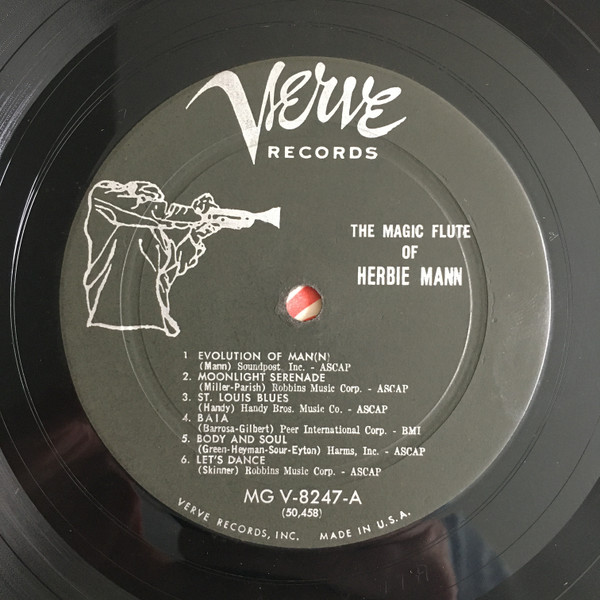 Verve
RECORDS
THE MAGIC FLUTE
OF
HERBIE MANN
1 EVOLUTION OF MAN(N)
(Mann) Soundpost, Inc. - ASCAP
2. MOONLIGHT SERENADE
(Miller-Parish) Robbins Music Corp. - ASCAP
3. ST. LOUIS BLUES
(Handy) Handy Bros. Music Co. - ASCAP
4. BAIA
(Barrosa-Gilbert) Peer International Corp. - BMI
5. BODY AND SOUL
(Green-Heyman-Sour-Eyton) Harms, Inc. - ASCAP
6. LET'S DANCE
(Skinner) Robbins Music Corp. - ASCAP
MG V-8247-A
(50,458)
VERVE RECORDS, INC. MADE IN U.S.A.